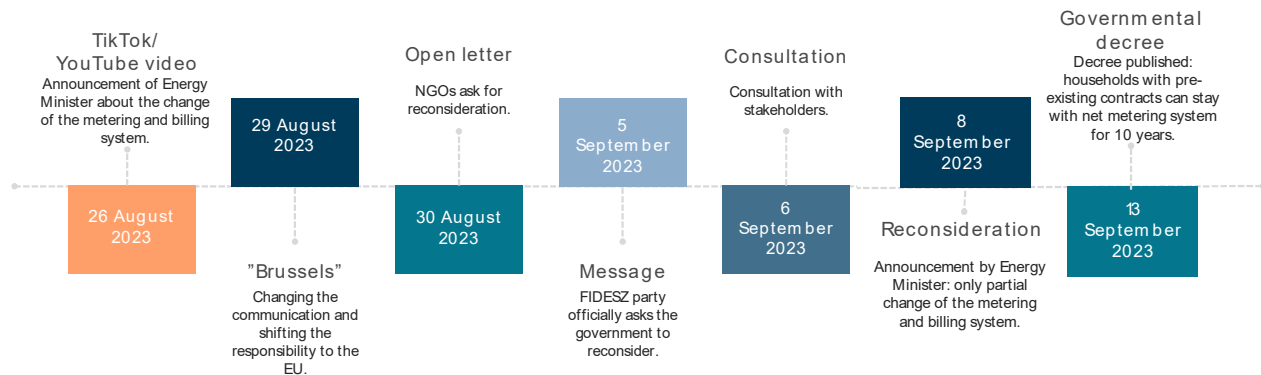 TikTok/
YouTube video
Announcement of Energy
Minister about the change
of the metering and billing
system.
26 August
2023
29 August
2023
"Brussels"
Changing the
communication and
shifting the
responsibility to the
EU.
Open letter
NGOs ask for
reconsideration.
30 August
2023
5
September
2023
Message
FIDESZ party
officially asks the
government to
reconsider.
Consultation
Consultation with
stakeholders.
6
September
2023
8
September
2023
Reconsideration
Announcement by Energy
Minister: only partial
change of the metering
and billing system.
Governmental
decree
Decree published:
households with pre-
existing contracts can stay
with net metering system
for 10 years.
13
September
2023